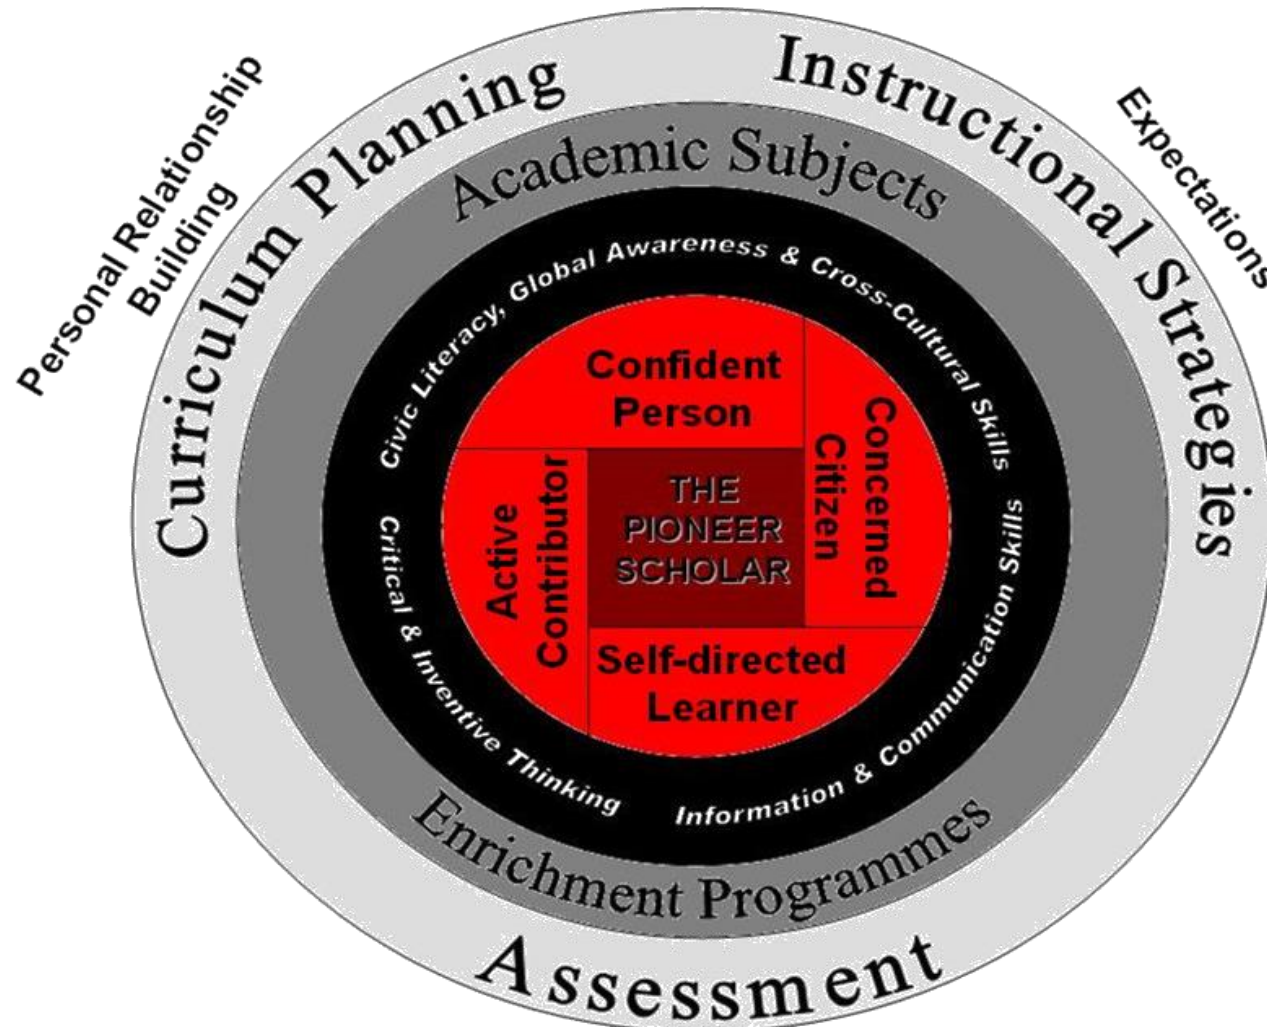 Personal Relationship
Building
Expectations
Curriculum Planning
Instructional Strategies
Assessment
Academic Subjects
Enrichment Programmes
Civic Literacy, Global Awareness & Cross-Cultural Skills
Critical & Inventive Thinking
Information & Communication Skills
Confident
Person
Concerned
Citizen
Active
Contributor
Self-directed
Learner
THE
PIONEER
SCHOLAR